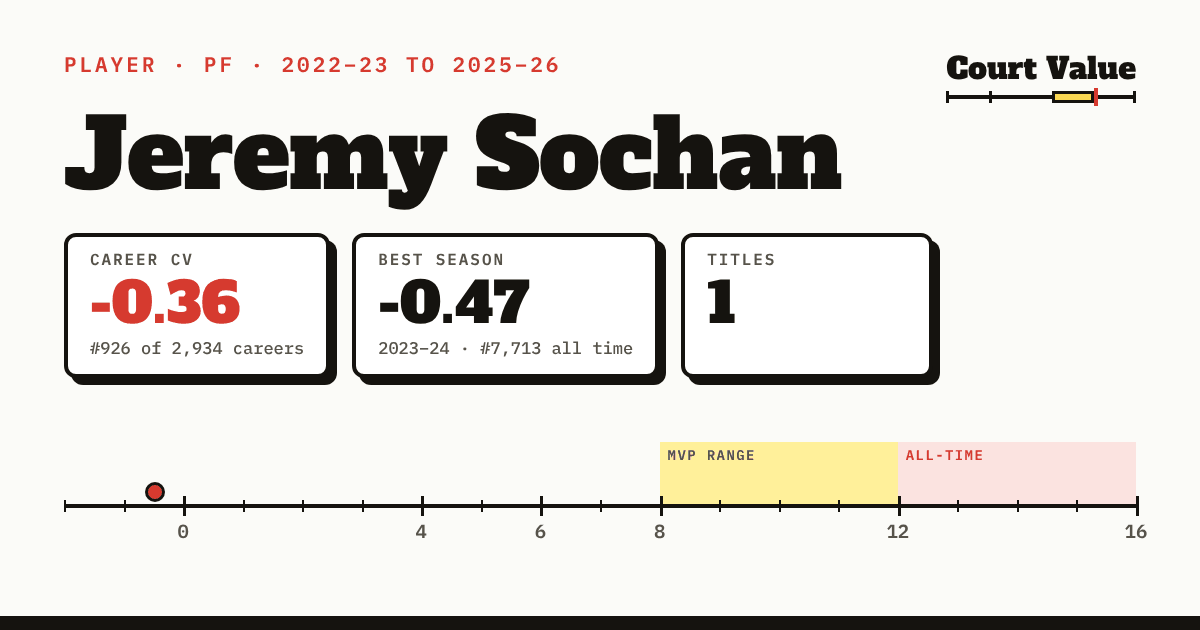 PLAYER · PF · 2022–23 TO 2025–26
Court Value
Jeremy Sochan
CAREER CV
-0.36
#926 of 2,934 careers
BEST SEASON
-0.47
2023–24 · #7,713 all time
TITLES
1
MVP RANGE
ALL-TIME
0 4 6 8 12 16